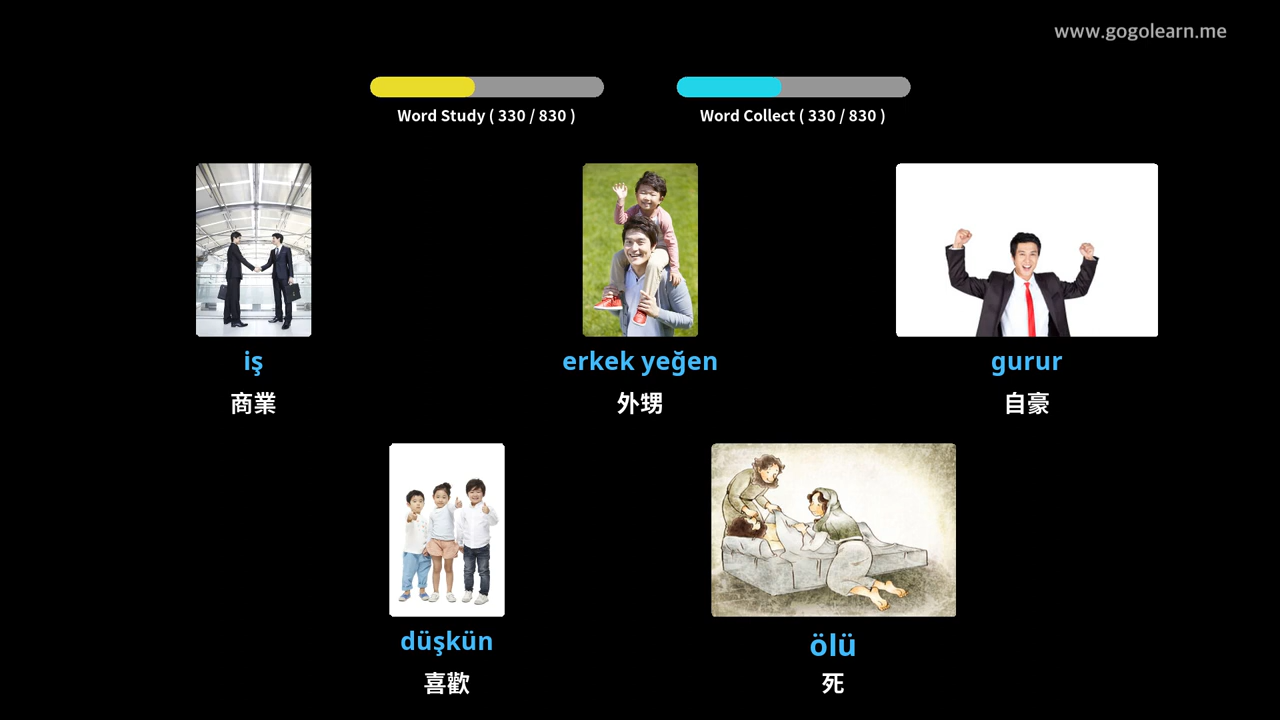 www.gogolearn.me
Word Study ( 330 / 830 )
Word Collect ( 330 / 830 )
iş
商業
erkek yeğen
外甥
gurur
自豪
düşkün
喜歡
ölü
死